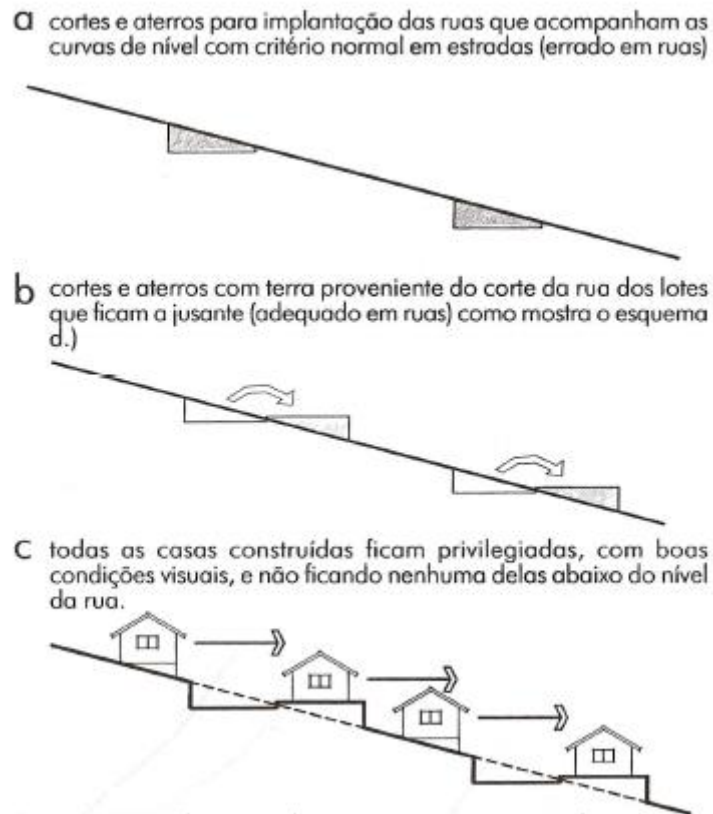 a cortes e aterros para implantação das ruas que acompanham as
curvas de nível com critério normal em estradas (errado em ruas)
b cortes e aterros com terra proveniente do corte da rua dos lotes
que ficam a jusante (adequado em ruas) como mostra o esquema
d.)
c todas as casas construídas ficam privilegiadas, com boas
condições visuais, e não ficando nenhuma delas abaixo do nível
da rua.